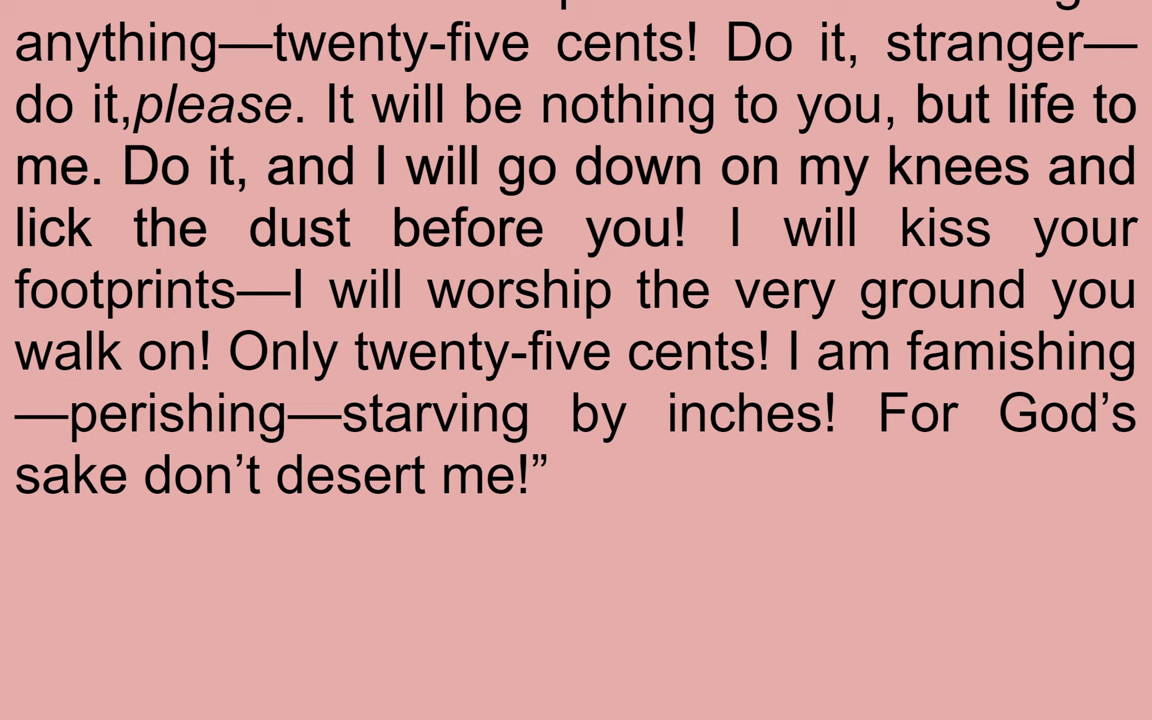 anything—twenty-five cents! Do it, stranger—
do it,please. It will be nothing to you, but life to
me. Do it, and I will go down on my knees and
lick the dust before you! I will kiss your
footprints—I will worship the very ground you
walk on! Only twenty-five cents! I am famishing
—perishing—starving by inches! For God’s
sake don’t desert me!”